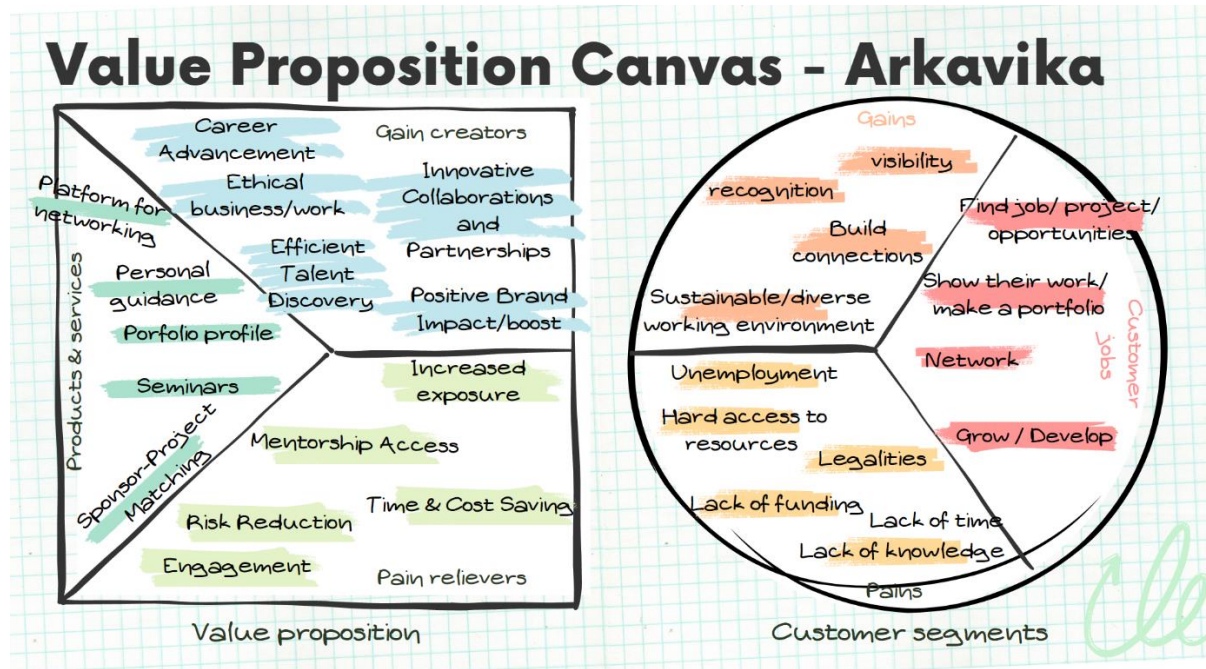 Value Proposition Canvas - Arkavika
Career
Advancement
Gain creators
Platform for
networking
Ethical
business/work
Innovative
Collaborations
and
Partnerships
Efficient
Talent
Discovery
Positive Brand
Impact/boost
Products & services
Personal
guidance
Porfolio profile
Seminars
Sponsor-Project
Matching
Increased
exposure
Mentorship Access
Time & Cost Saving
Risk Reduction
Engagement
Pain relievers
Value proposition
Gains
visibility
recognition
Build
connections
Sustainable/diverse
working environment
Find job/ project/
opportunities
Show their work/
make a portfolio
Network
Grow / Develop
Customer
jobs
Unemployment
Hard access to
resources
Legalities
Lack of funding
Lack of time
Lack of knowledge
Pains
Customer segments